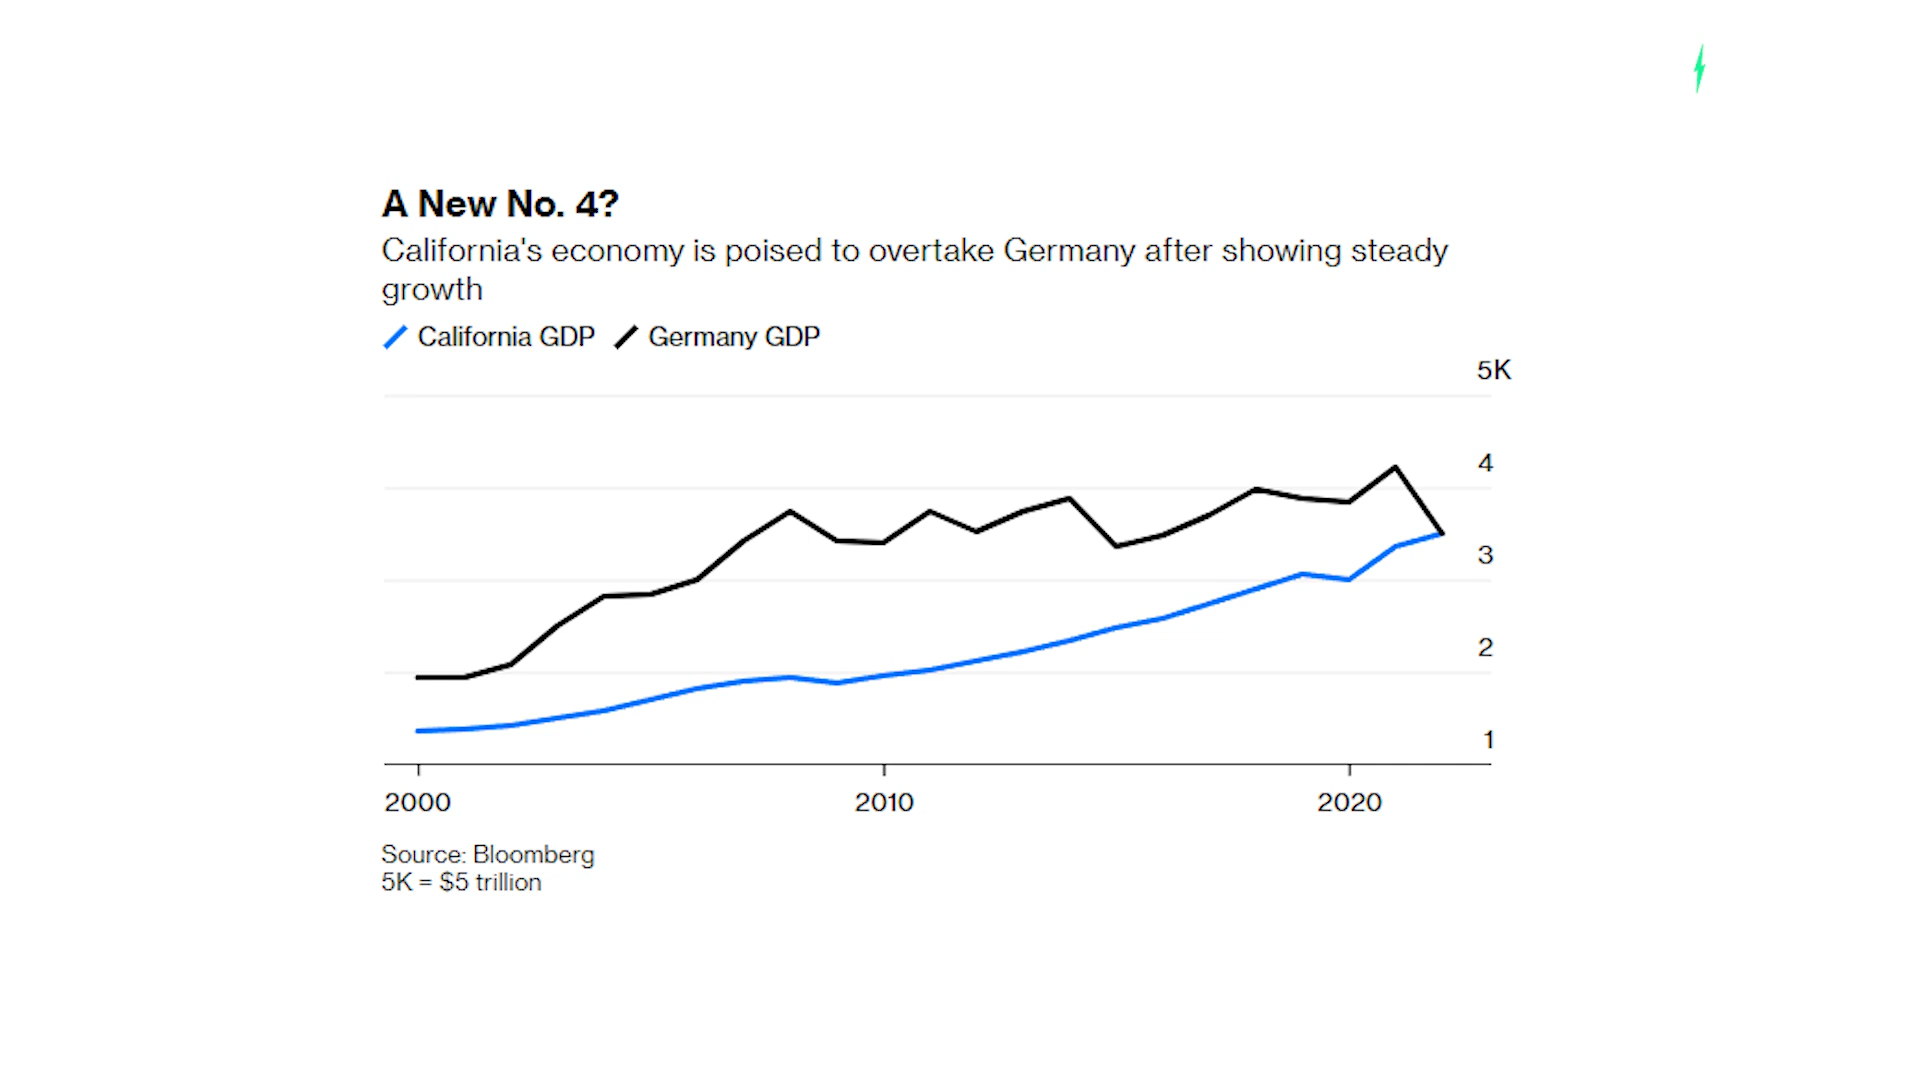 A New No. 4?
California's economy is poised to overtake Germany after showing steady
growth
California GDP Germany GDP
5K
4
3
2
1
2000 2010 2020
Source: Bloomberg
5K = $5 trillion